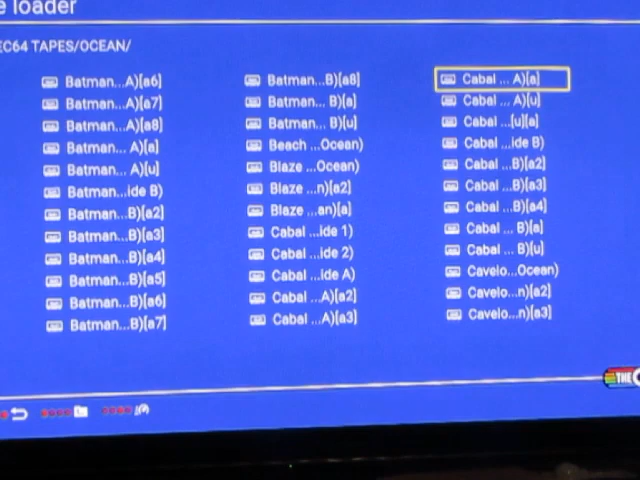 e loader
EC64 TAPES/OCEAN/
Batman...A)[a6]
Batman...A)[a7]
Batman...A)[a8]
Batman... A)[a]
Batman... A)[u]
Batman...ide B)
Batman...B)[a2]
Batman...B)[a3]
Batman...B)[a4]
Batman...B)[a5]
Batman...B)[a6]
Batman...B)[a7]
Batman...B)[a8]
Batman... B)[a]
Batman... B)[u]
Beach ...Ocean)
Blaze ...Ocean)
Blaze ...n)[a2]
Blaze ...an)[a]
Cabal ...ide 1)
Cabal ...ide 2)
Cabal ...ide A)
Cabal ...A)[a2]
Cabal ...A)[a3]
Cabal ... A)[a]
Cabal ... A)[u]
Cabal ...[u][a]
Cabal ...ide B)
Cabal ...B)[a2]
Cabal ...B)[a3]
Cabal ...B)[a4]
Cabal ... B)[a]
Cabal ... B)[u]
Cavelo...Ocean)
Cavelo...n)[a2]
Cavelo...n)[a3]
THE